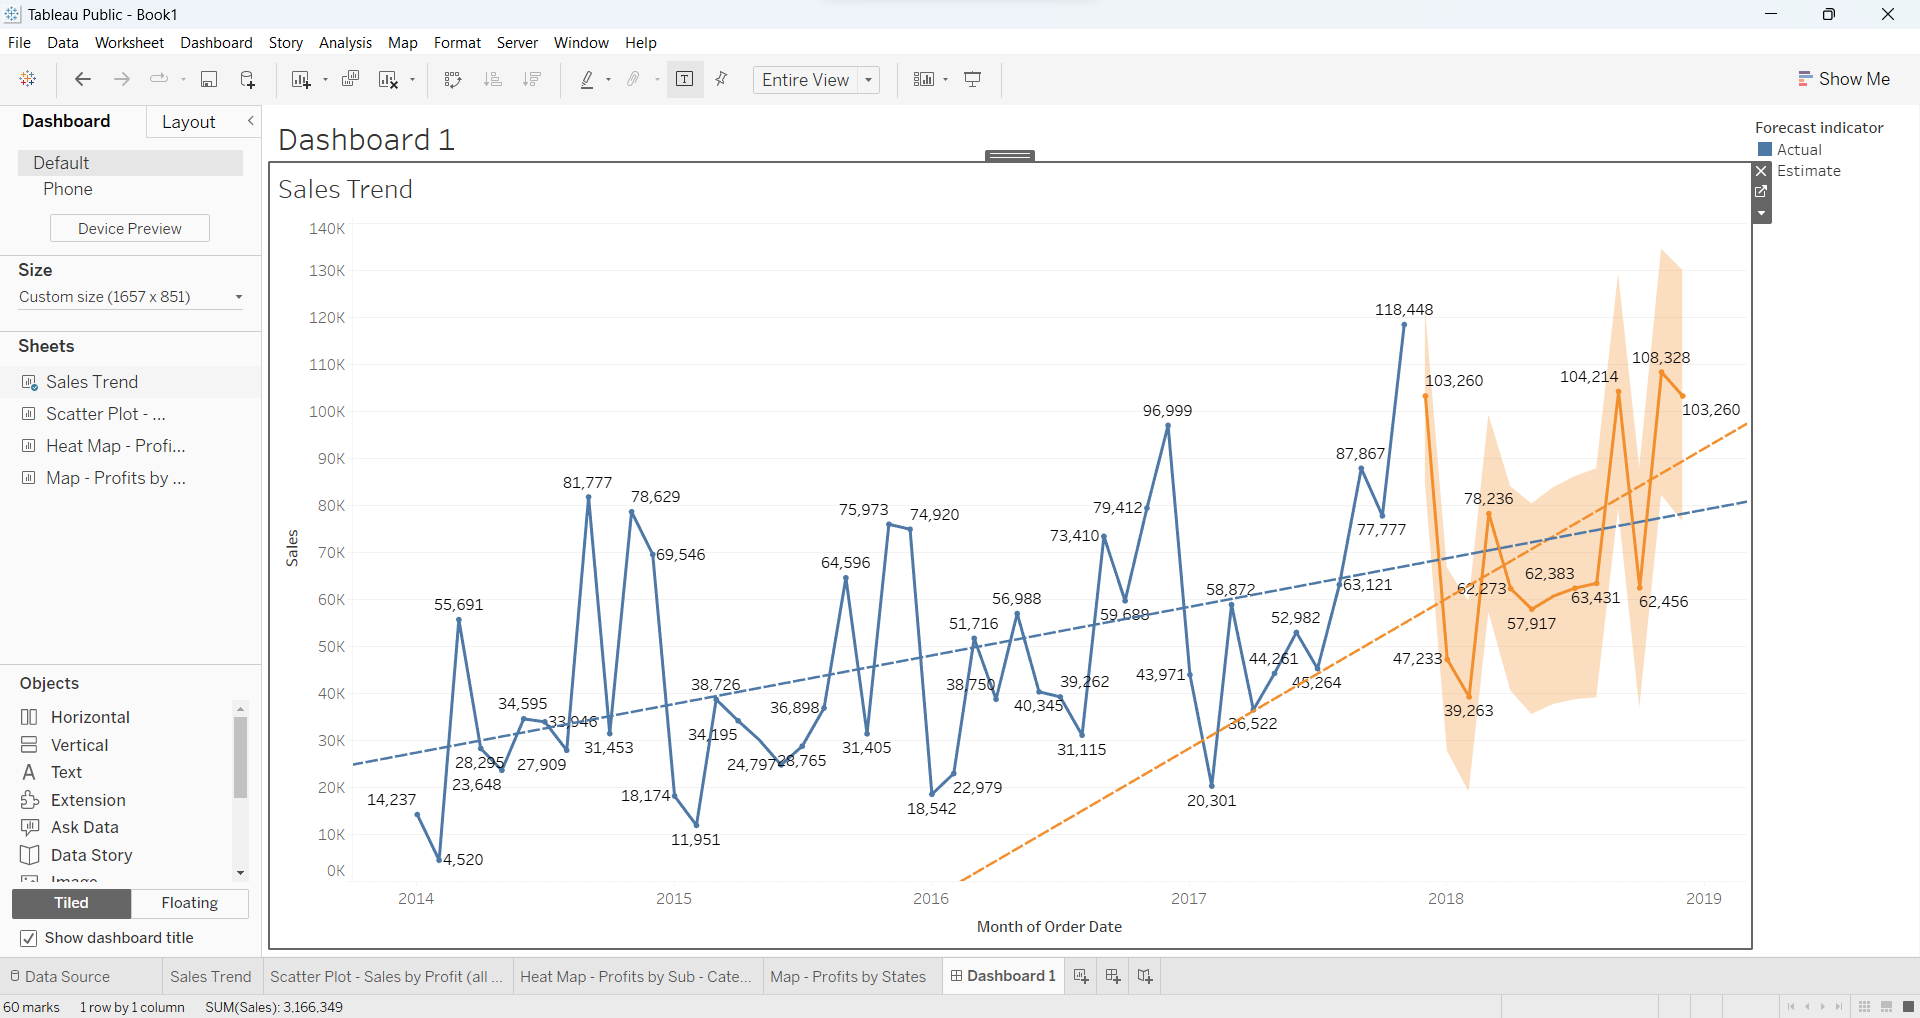 Tableau Public - Book1
File Data Worksheet Dashboard Story Analysis Map Format Server Window Help
T Entire View Show Me
Dashboard Layout
Default
Phone
Device Preview
Size
Custom size (1657 x 851)
Sheets
Sales Trend
Scatter Plot - ...
Heat Map - Profi...
Map - Profits by ...
Objects
Horizontal
Vertical
A Text
Extension
Ask Data
Data Story
Image
Tiled Floating
Show dashboard title
Dashboard 1
Sales Trend
Forecast indicator
Actual
Estimate
140K
130K
120K
110K
100K
90K
80K
70K
60K
50K
40K
30K
20K
10K
0K
Sales
14,237
4,520
55,691
28,295
23,648
34,595
33,946
27,909
81,777
31,453
78,629
69,546
18,174
11,951
38,726
34,195
24,797
28,765
36,898
64,596
31,405
75,973
74,920
18,542
22,979
51,716
38,750
56,988
40,345
39,262
31,115
73,410
59,688
79,412
96,999
43,971
20,301
58,872
36,522
44,261
52,982
45,264
63,121
87,867
77,777
118,448
103,260
47,233
39,263
78,236
62,273
57,917
62,383
63,431
104,214
62,456
108,328
103,260
2014 2015 2016 2017 2018 2019
Month of Order Date
Data Source Sales Trend Scatter Plot - Sales by Profit (all ... Heat Map - Profits by Sub - Cate... Map - Profits by States Dashboard 1
60 marks 1 row by 1 column SUM(Sales): 3,166,349